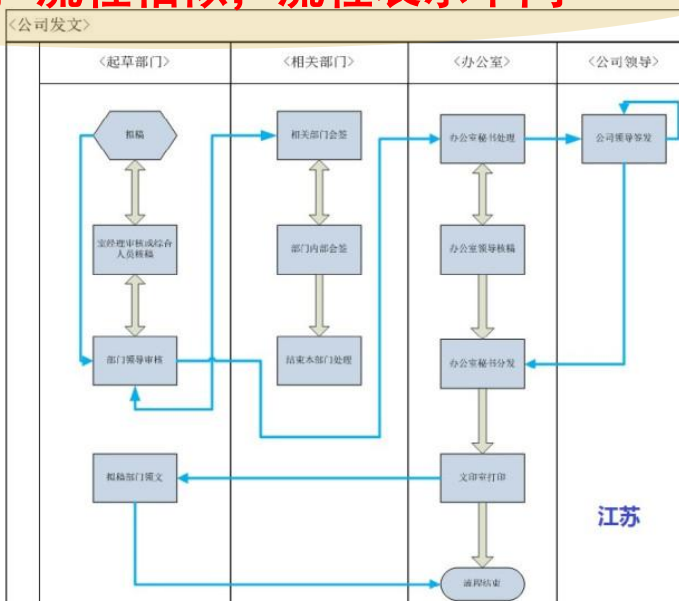 流程相似，流程表示不同
〈公司发文〉
〈起草部门〉
〈相关部门〉
〈办公室〉
〈公司领导〉
拟稿
相关部门会签
办公室秘书处理
公司领导签发
室经理审核或综合
人员核稿
部门内部会签
办公室领导核稿
部门领导审核
结束本部门处理
办公室秘书分发
拟稿部门领文
文印室打印
江苏
流程结束